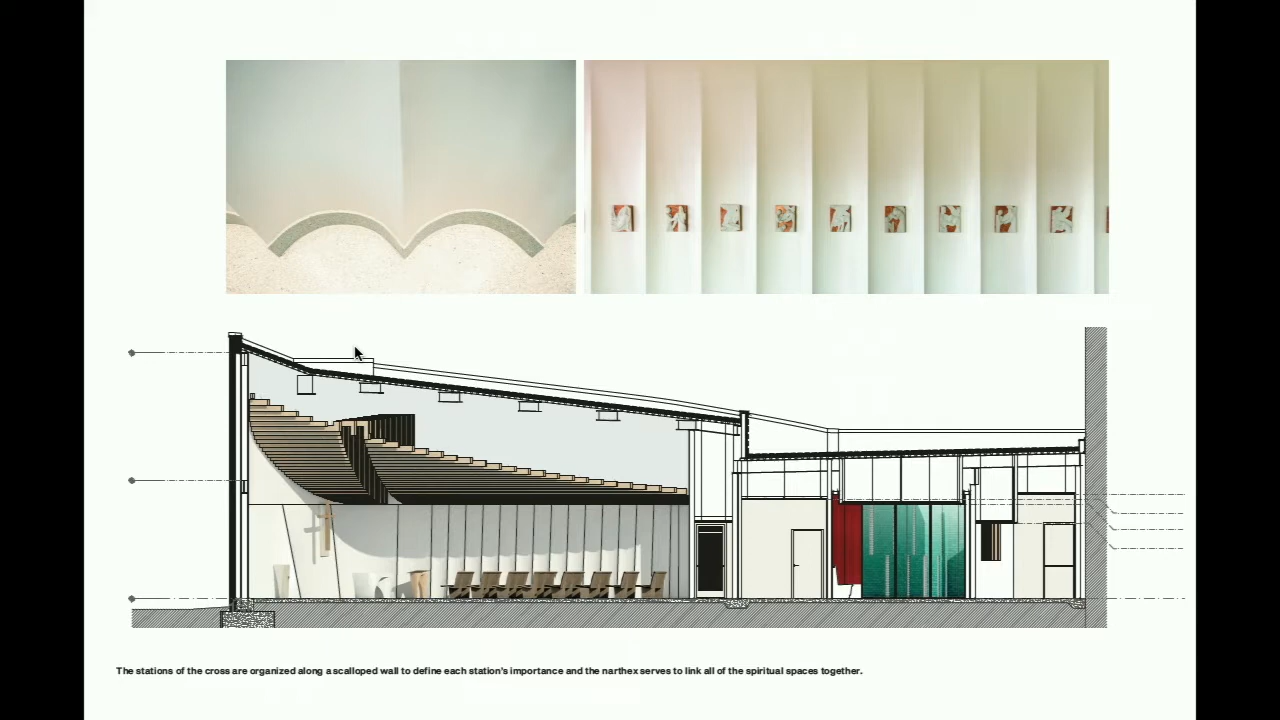 The stations of the cross are organized along a scalloped wall to define each station's importance and the narthex serves to link all of the spiritual spaces together.